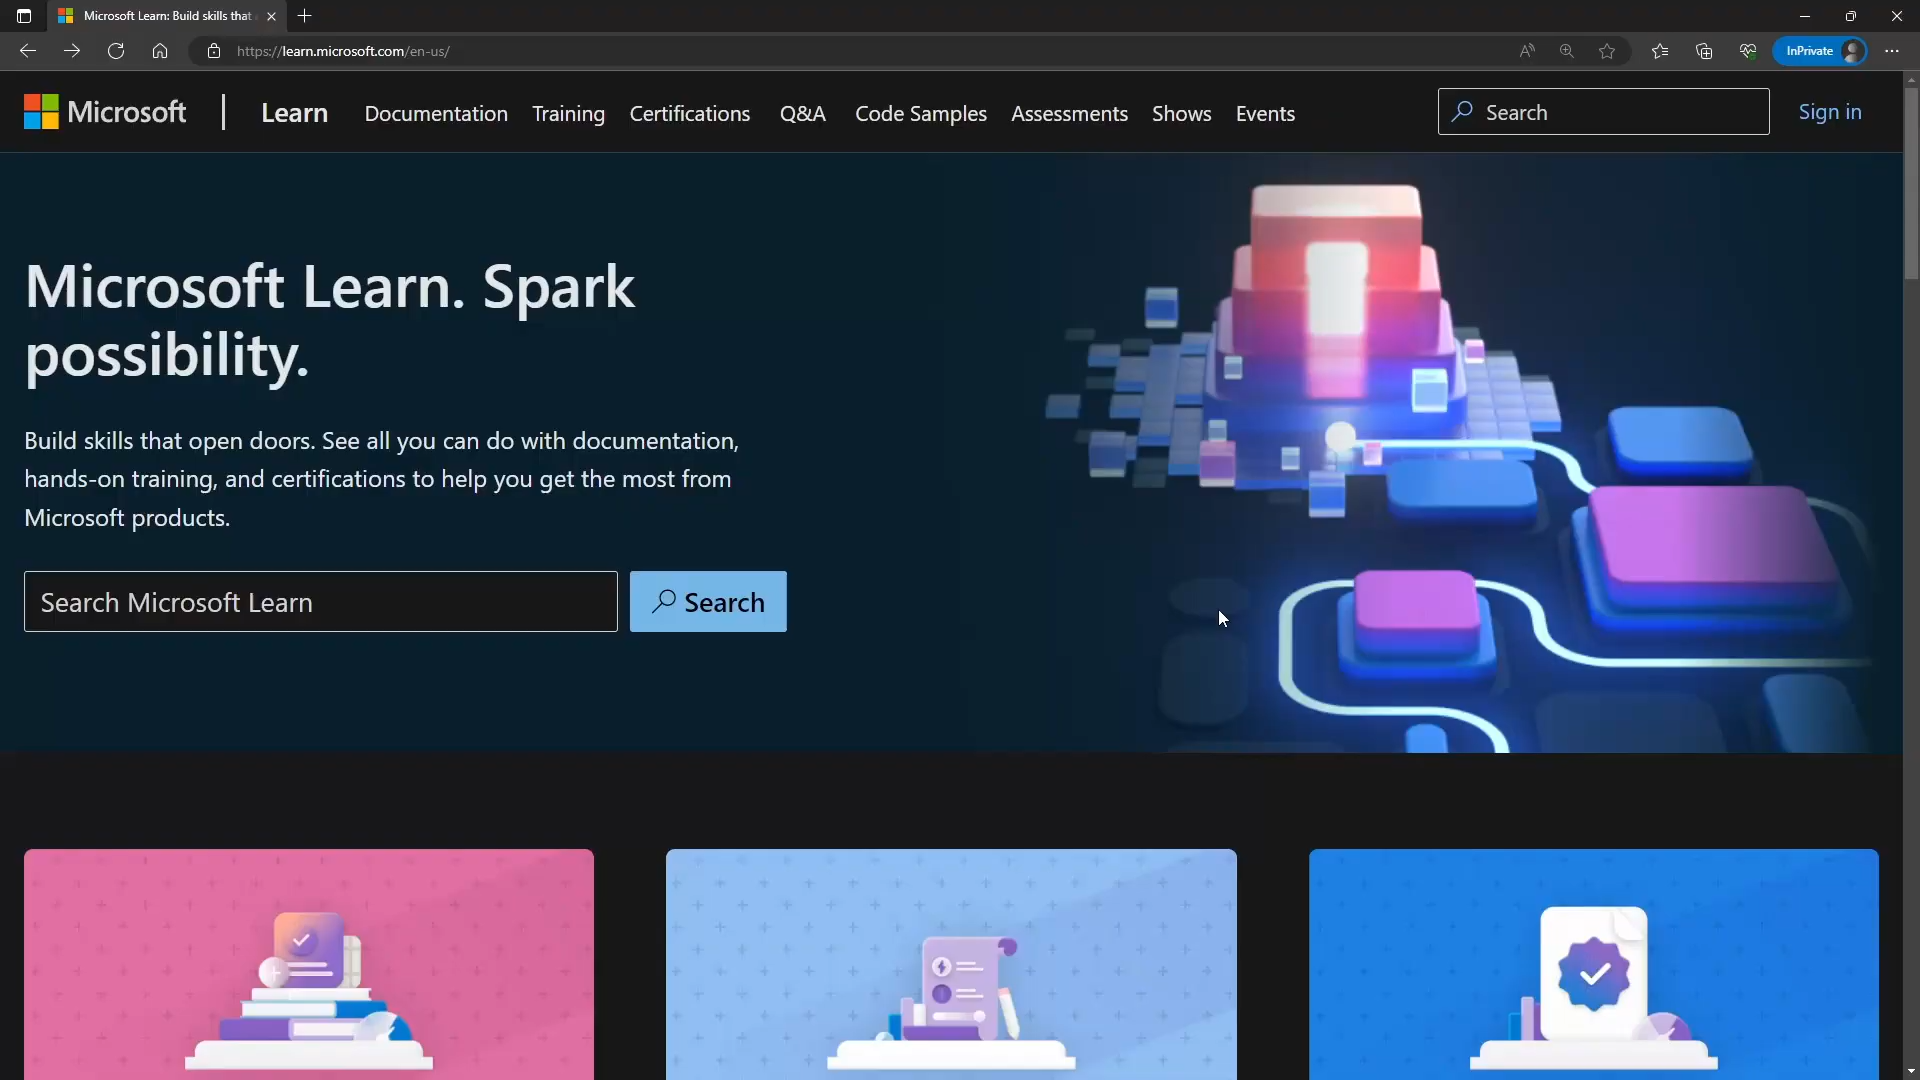 Microsoft Learn: Build skills that
https://learn.microsoft.com/en-us/
InPrivate
Microsoft
Learn
Documentation
Training
Certifications
Q&A
Code Samples
Assessments
Shows
Events
Search
Sign in
Microsoft Learn. Spark
possibility.
Build skills that open doors. See all you can do with documentation,
hands-on training, and certifications to help you get the most from
Microsoft products.
Search Microsoft Learn
Search